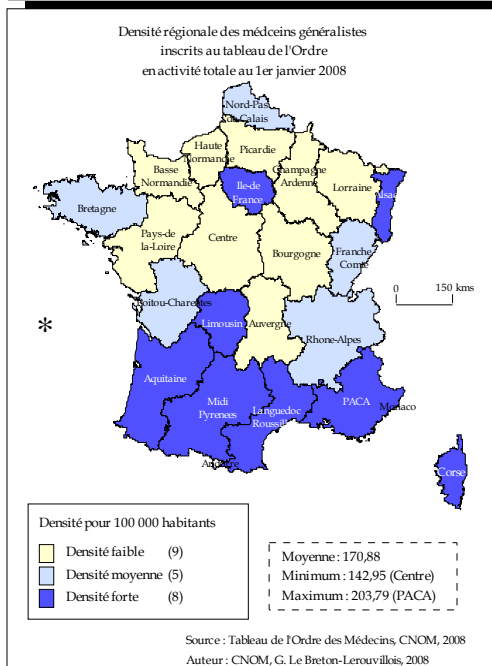 Densité régionale des médceins généralistes
inscrits au tableau de l'Ordre
en activité totale au 1er janvier 2008
Nord-Pas
du Calais
Haute
Normandie
Picardie
Basse
Normandie
Champagne
Ardenne
Ile-de
France
Lorraine
Alsace
Bretagne
Pays-de
la-Loire
Centre
Bourgogne
Franche
Comte
0 150 kms
Poitou-Charentes
Limousin
Auvergne
Rhone-Alpes
*
Aquitaine
Midi
Pyrenees
Languedoc
Roussill
PACA
Monaco
Andorre
Corse
Densité pour 100 000 habitants
Densité faible (9)
Densité moyenne (5)
Densité forte (8)
Moyenne : 170,88
Minimum : 142,95 (Centre)
Maximum : 203,79 (PACA)
Source : Tableau de l'Ordre des Médecins, CNOM, 2008
Auteur : CNOM, G. Le Breton-Lerouvillois, 2008